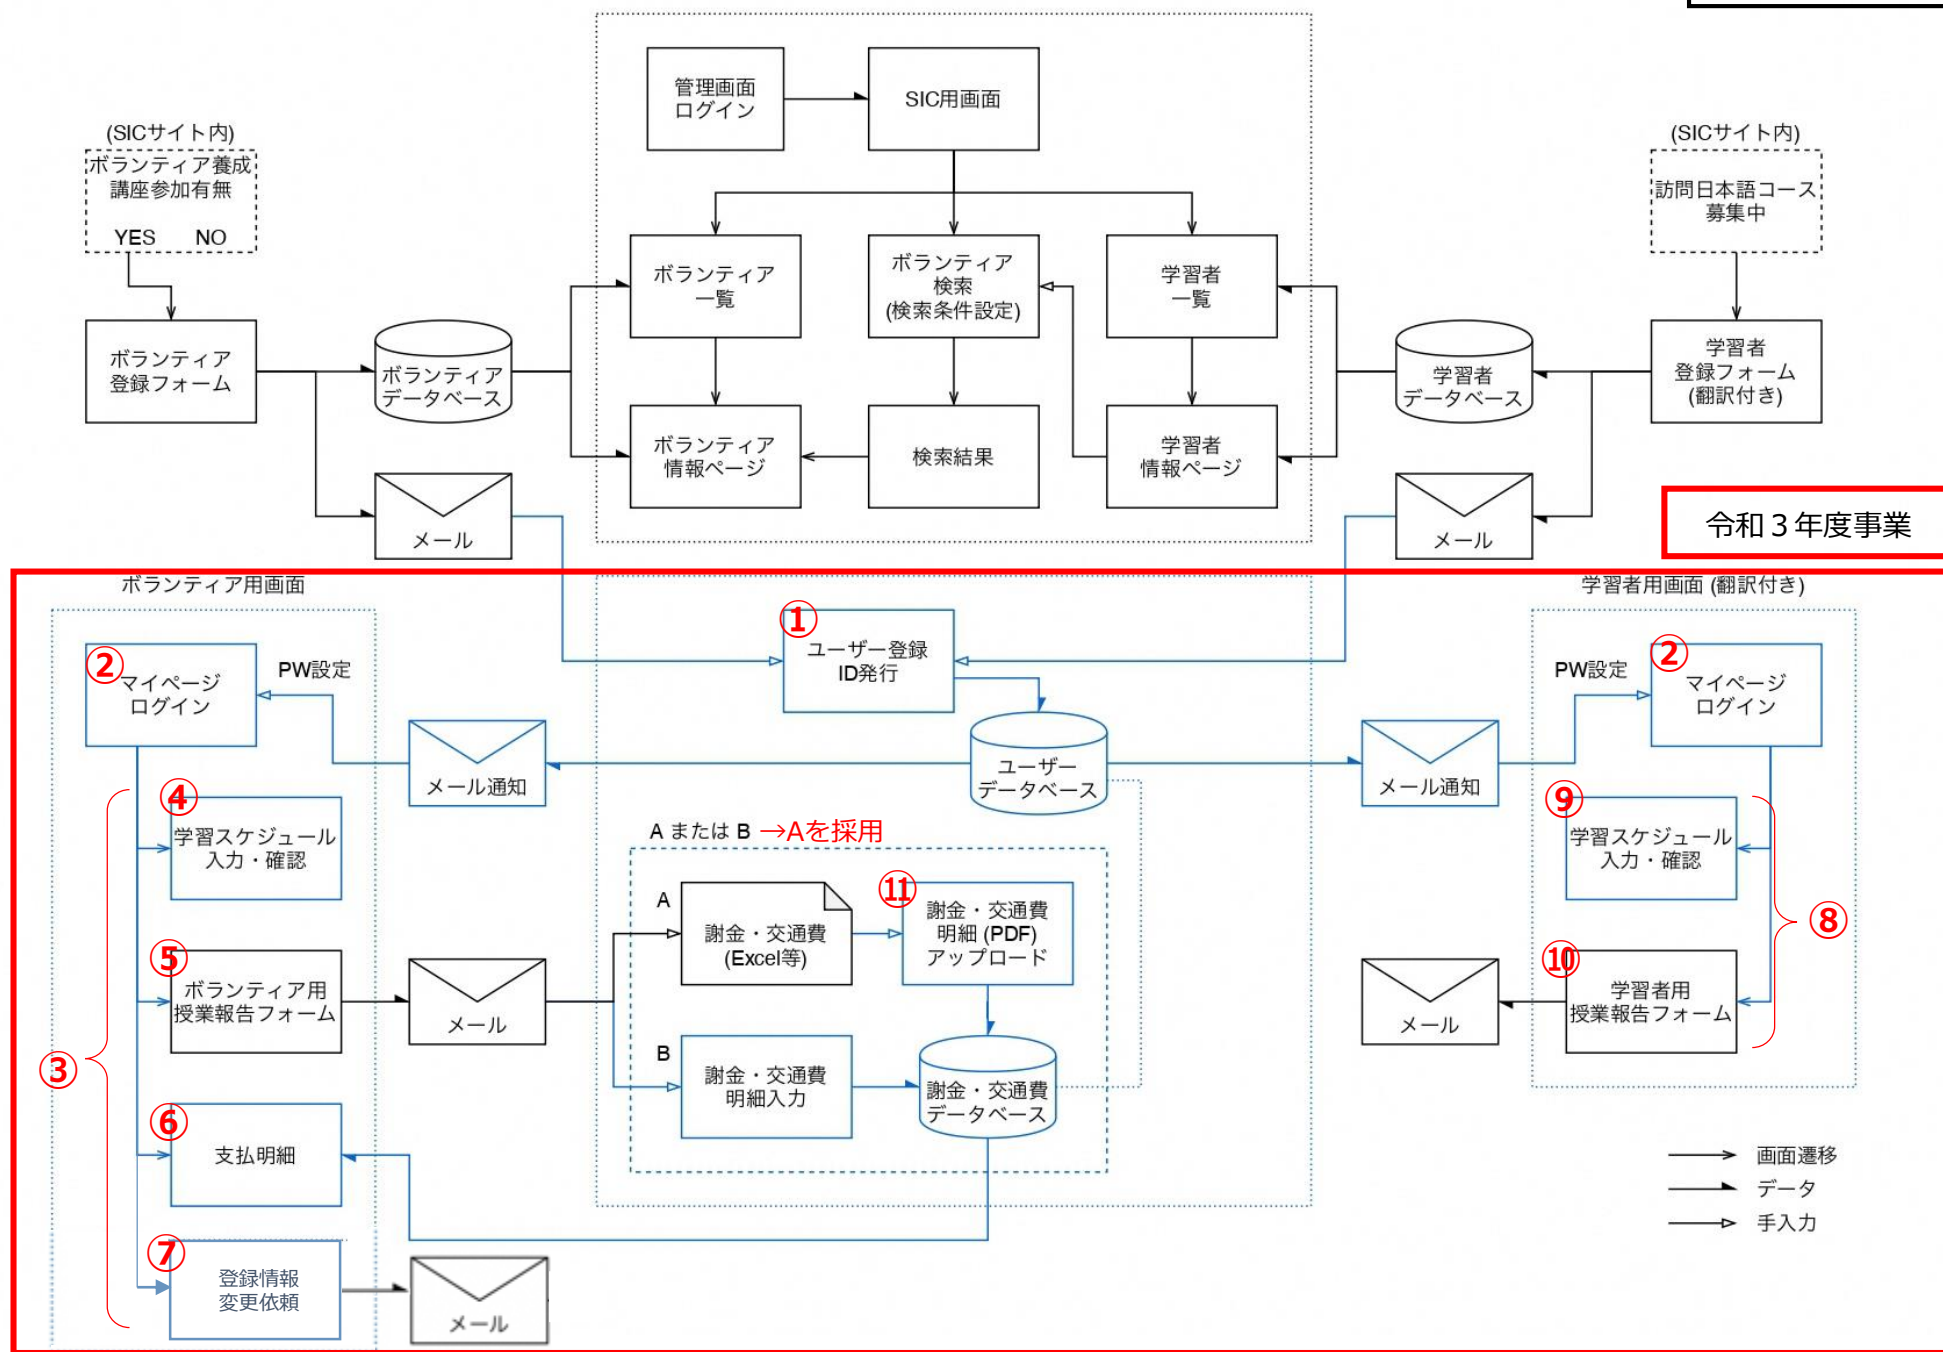 管理画面
ログイン
SIC用画面
(SICサイト内)
ボランティア養成
講座参加有無
YES NO
(SICサイト内)
訪問日本語コース
募集中
ボランティア
一覧
ボランティア
検索
(検索条件設定)
学習者
一覧
ボランティア
登録フォーム
ボランティア
データベース
学習者
データベース
学習者
登録フォーム
(翻訳付き)
ボランティア
情報ページ
検索結果
学習者
情報ページ
メール
メール
令和３年度事業
ボランティア用画面
学習者用画面 (翻訳付き)
①
ユーザー登録
ID発行
②
マイページ
ログイン
PW設定
PW設定
②
マイページ
ログイン
メール通知
ユーザー
データベース
メール通知
④
学習スケジュール
入力・確認
A または B →Aを採用
⑨
学習スケジュール
入力・確認
A
謝金・交通費
(Excel等)
⑪
謝金・交通費
明細 (PDF)
アップロード
⑧
⑤
ボランティア用
授業報告フォーム
メール
⑩
学習者用
授業報告フォーム
メール
③
B
謝金・交通費
明細入力
謝金・交通費
データベース
⑥
支払明細
画面遷移
データ
手入力
⑦
登録情報
変更依頼
メール